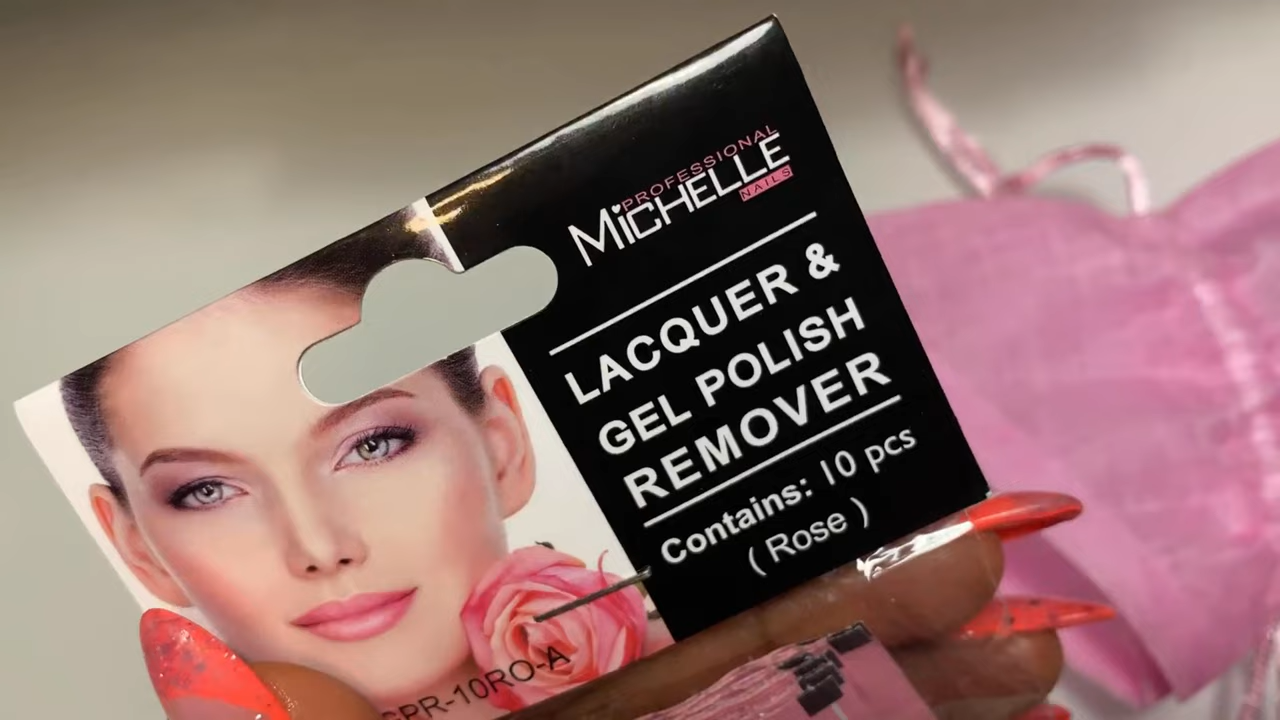 PROFESSIONAL
MiCHELLE
NAILS
LACQUER &
GEL POLISH
REMOVER
Contains: 10 pcs
( Rose )
GPR-10RO-A